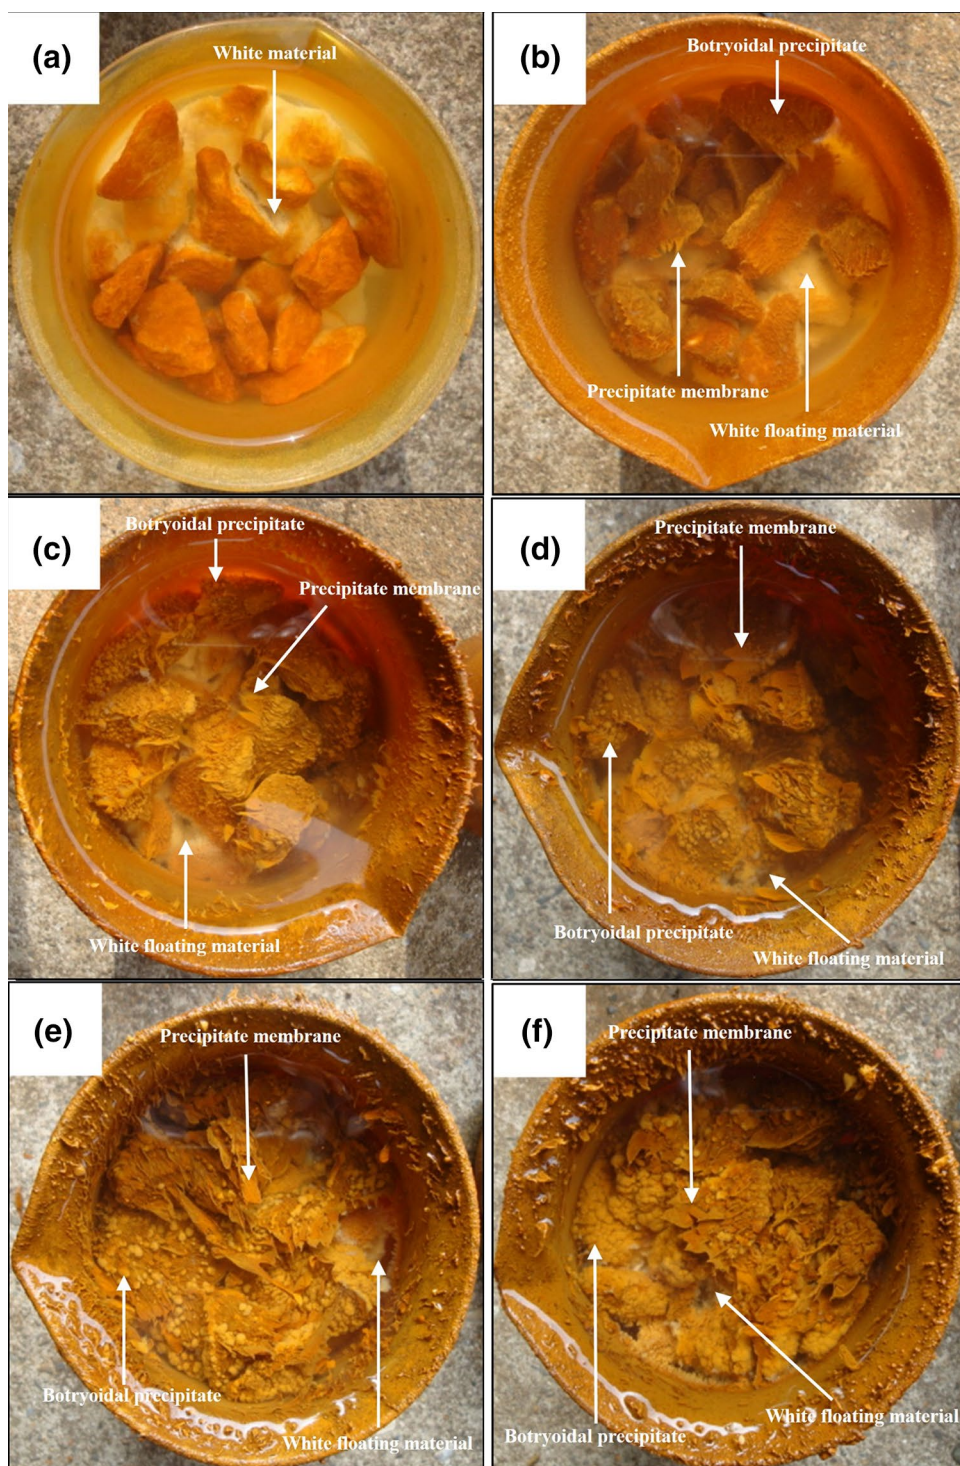 (a)
White material
(b)
Botryoidal precipitate
Precipitate membrane
White floating material
(c)
Botryoidal precipitate
Precipitate membrane
White floating material
(d)
Precipitate membrane
Botryoidal precipitate
White floating material
(e)
Precipitate membrane
Botryoidal precipitate
White floating material
(f)
Precipitate membrane
White floating material
Botryoidal precipitate